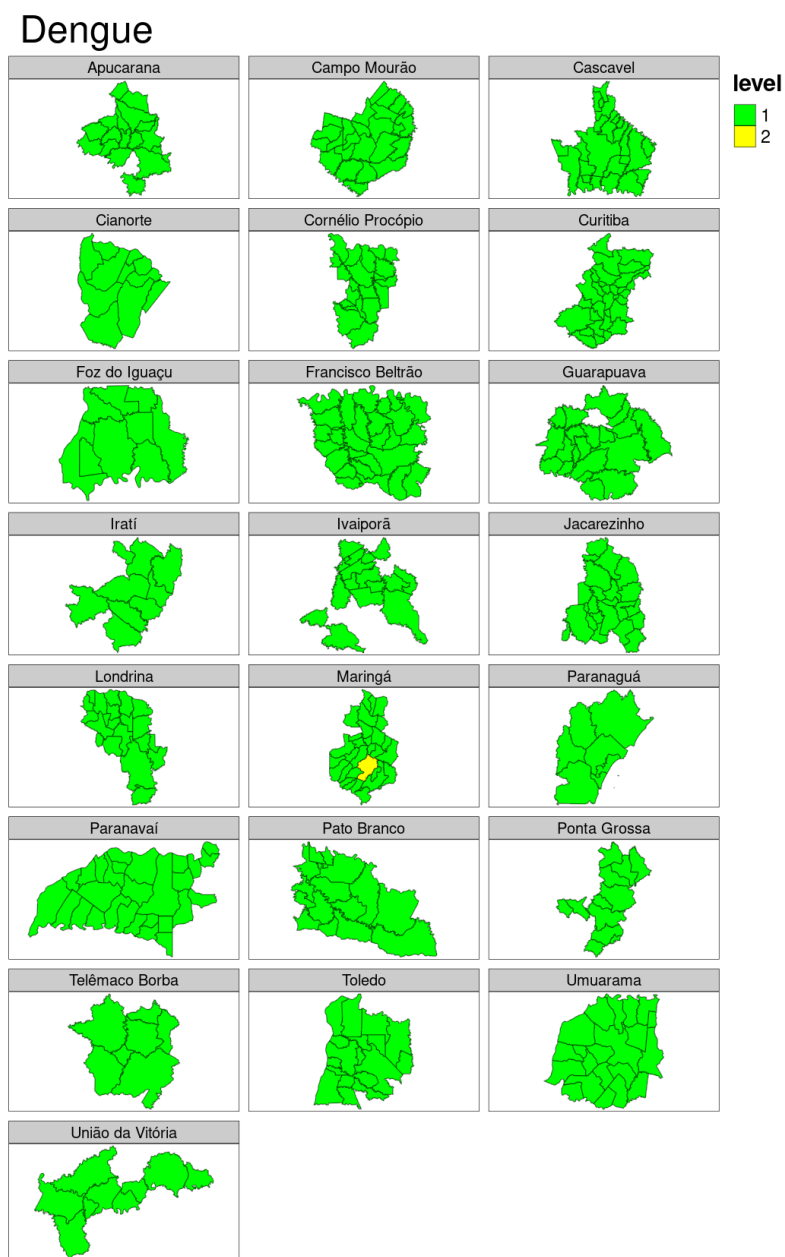 Dengue
Apucarana
Campo Mourão
Cascavel
level
1
2
Cianorte
Cornélio Procópio
Curitiba
Foz do Iguaçu
Francisco Beltrão
Guarapuava
Iratí
Ivaiporã
Jacarezinho
Londrina
Maringá
Paranaguá
Paranavaí
Pato Branco
Ponta Grossa
Telêmaco Borba
Toledo
Umuarama
União da Vitória